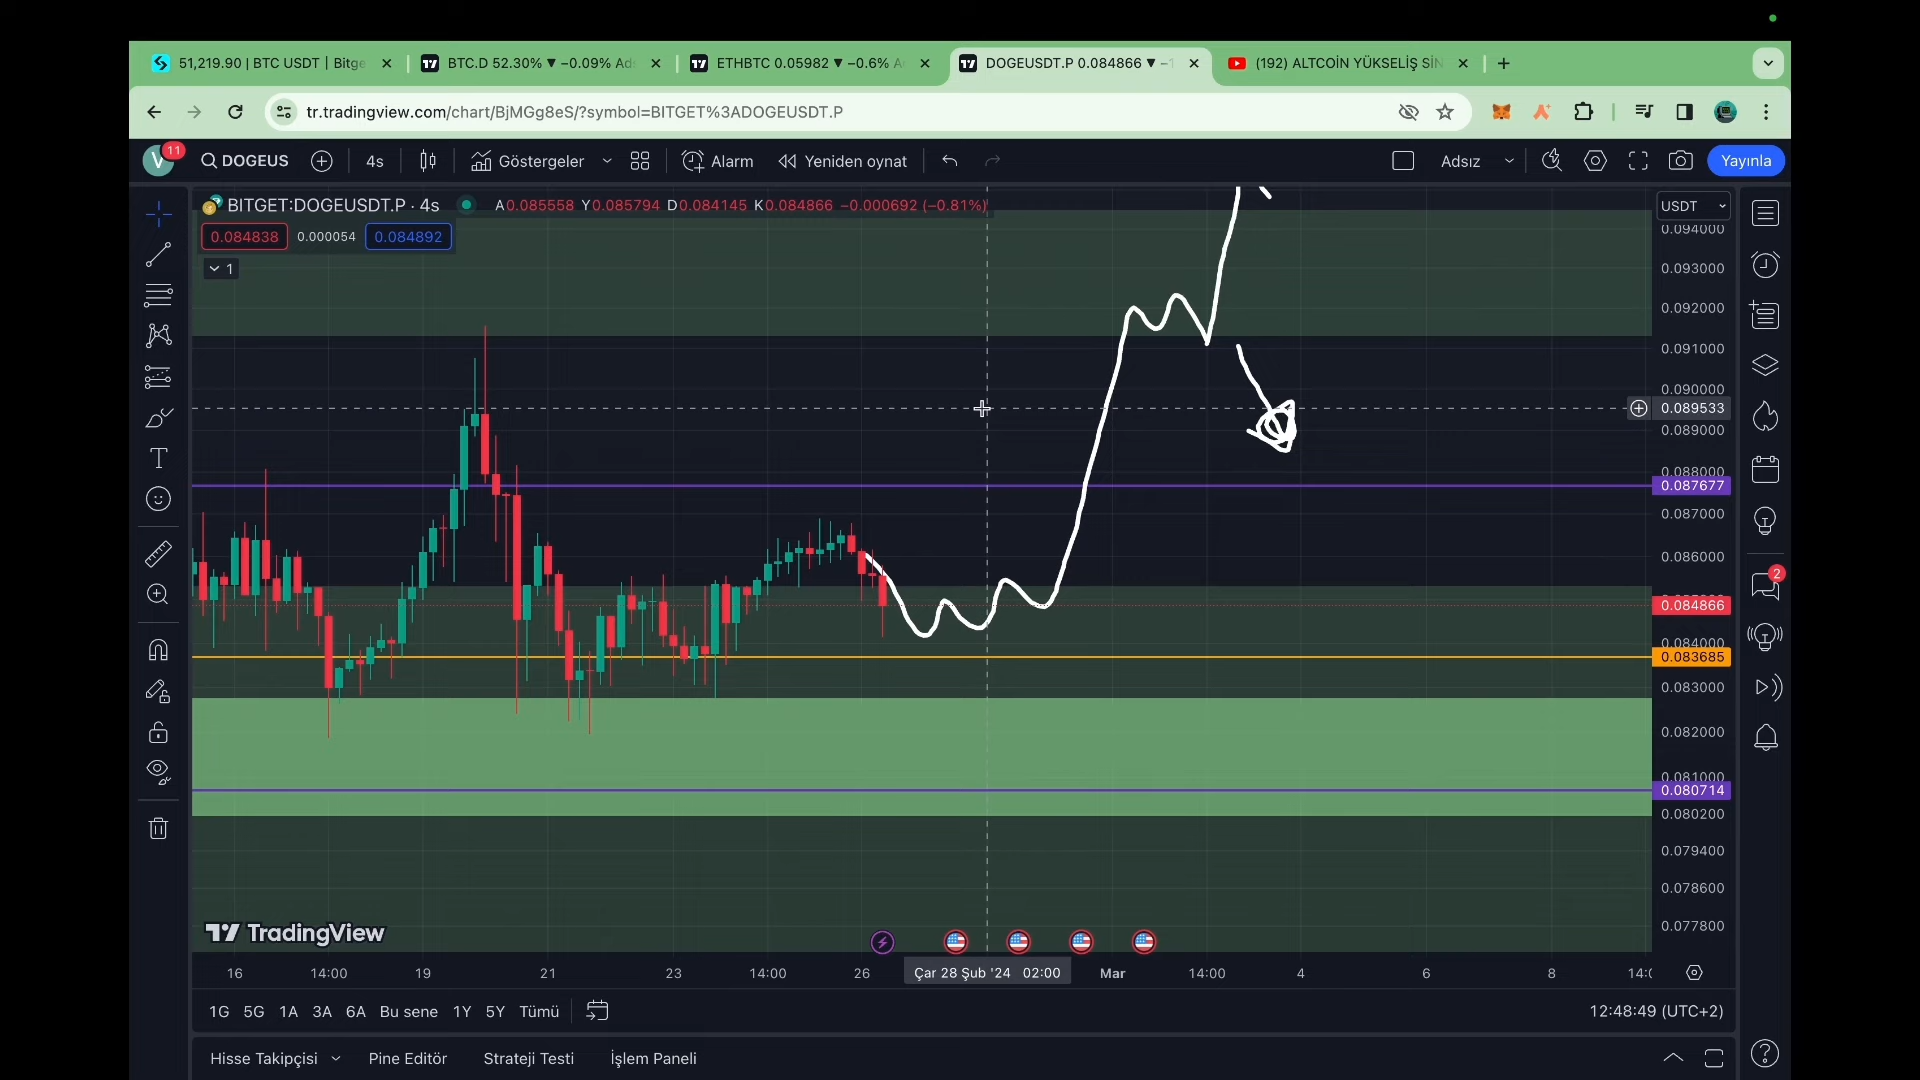 51,219.90 | BTC USDT | Bitge
BTC.D 52.30% ▼ −0.09% Ad
ETHBTC 0.05982 ▼ −0.6% A
DOGEUSDT.P 0.084866 ▼ −
(192) ALTCOİN YÜKSELİŞ SİN
tr.tradingview.com/chart/BjMGg8eS/?symbol=BITGET%3ADOGEUSDT.P
V
11
DOGEUS
4s
Göstergeler
Alarm
Yeniden oynat
Adsız
Yayınla
BITGET:DOGEUSDT.P · 4s
A0.085558 Y0.085794 D0.084145 K0.084866 −0.000692 (−0.81%)
USDT
0.084838
0.000054
0.084892
1
0.094000
0.093000
0.092000
0.091000
0.090000
0.089533
0.089000
0.088000
0.087677
0.087000
0.086000
0.084866
0.084000
0.083685
0.083000
0.082000
0.081000
0.080714
0.080200
0.079400
0.078600
0.077800
2
TradingView
16
14:00
19
21
23
14:00
26
Çar 28 Şub '24 02:00
Mar
14:00
4
6
8
14:0
1G
5G
1A
3A
6A
Bu sene
1Y
5Y
Tümü
12:48:49 (UTC+2)
Hisse Takipçisi
Pine Editör
Strateji Testi
İşlem Paneli